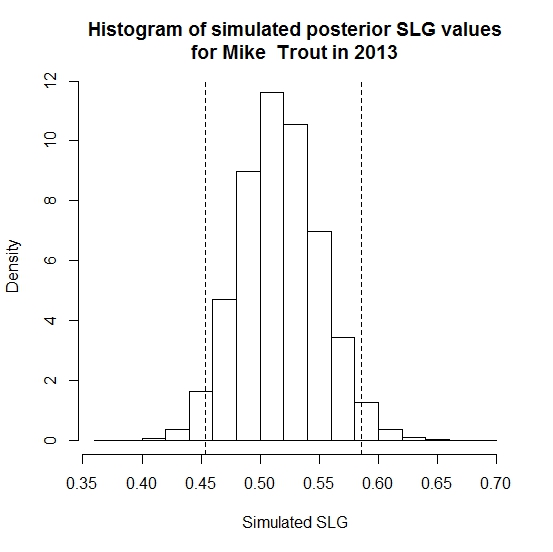 Histogram of simulated posterior SLG values
for Mike  Trout in 2013
Density
12
10
8
6
4
2
0
0.35 0.40 0.45 0.50 0.55 0.60 0.65 0.70
Simulated SLG